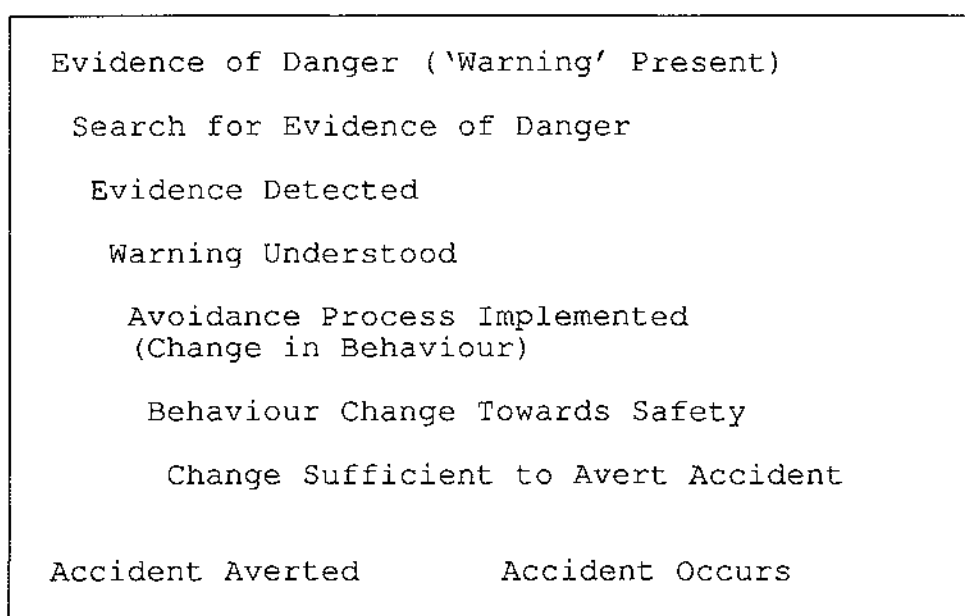 Evidence of Danger ('Warning' Present)
Search for Evidence of Danger
Evidence Detected
Warning Understood
Avoidance Process Implemented
(Change in Behaviour)
Behaviour Change Towards Safety
Change Sufficient to Avert Accident
Accident Averted Accident Occurs